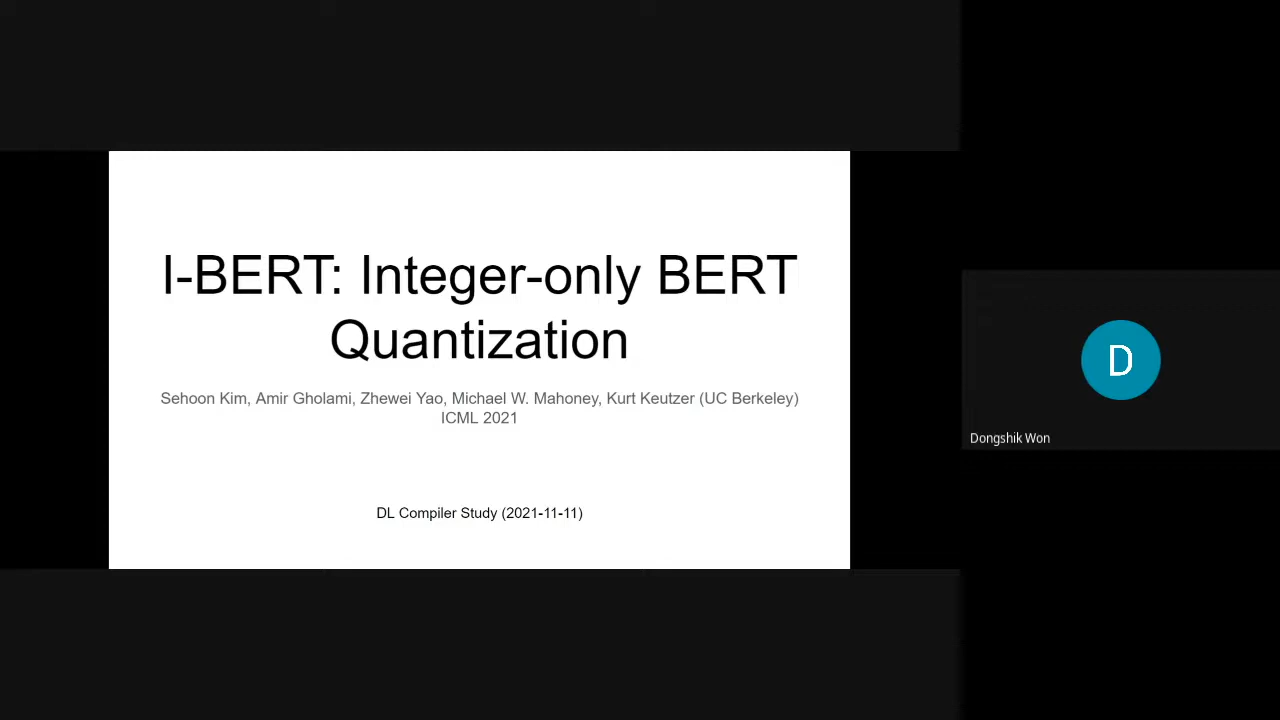 I-BERT: Integer-only BERT
Quantization
Sehoon Kim, Amir Gholami, Zhewei Yao, Michael W. Mahoney, Kurt Keutzer (UC Berkeley)
ICML 2021
DL Compiler Study (2021-11-11)
D
Dongshik Won